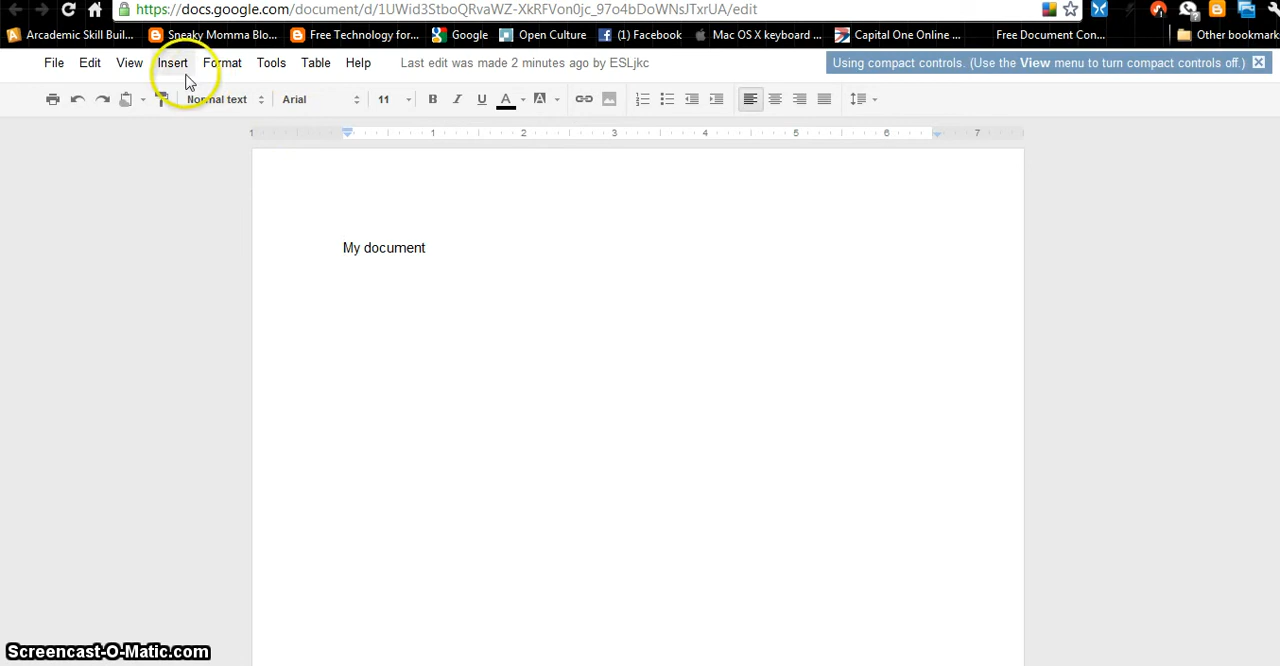 https://docs.google.com/document/d/1UWid3StboQRvaWZ-XkRFVon0jc_97o4bDoWNsJTxrUA/edit
Arcademic Skill Buil... Sneaky Momma Blo... Free Technology for... Google Open Culture (1) Facebook Mac OS X keyboard ... Capital One Online ... Free Document Con... Other bookmark
File Edit View Insert Format Tools Table Help Last edit was made 2 minutes ago by ESLjkc Using compact controls. (Use the View menu to turn compact controls off.) X
Normal text Arial 11 B I U A A
1 1 2 3 4 5 6 7
My document
Screencast-O-Matic.com